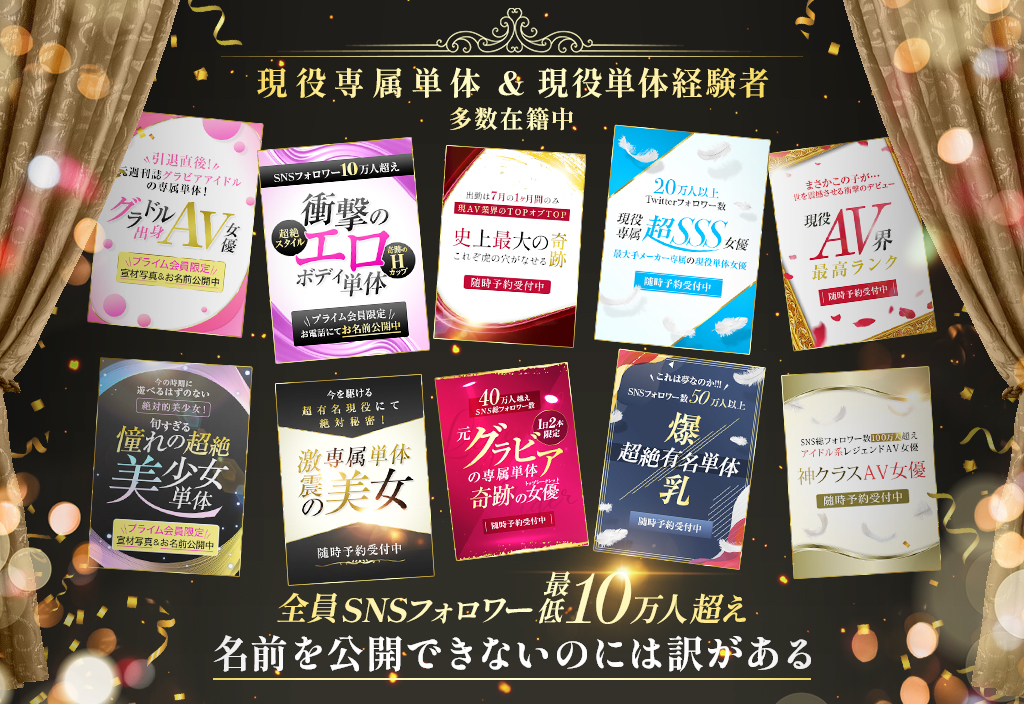 現役専属単体 & 現役単体経験者
多数在籍中
引退直後!
元週刊誌グラビアアイドル
の専属単体!
グラドル
出身
AV女優
プライム会員限定
宣材写真&お名前公開中
SNSフォロワー10万人超え
衝撃の
超絶
スタイル
エロ
奇跡の
H
カップ
ボディ単体
プライム会員限定
お電話にてお名前公開中
出勤は7月の1ヶ月間のみ
現AV業界のTOPオブTOP
史上最大の奇跡
これぞ虎の穴がなせる
随時予約受付中
20万人以上
Twitterフォロワー数
現役
専属
超SSS女優
最大手メーカー専属の現役単体女優
随時予約受付中
まさかこの子が…
世を震撼させる衝撃のデビュー
現役
AV界
最高ランク
随時予約受付中
今の時期に
遊べるはずのない
絶対的美少女!
旬すぎる
憧れの超絶
美少女
単体
プライム会員限定
宣材写真&お名前公開中
今を駆ける
超有名現役にて
絶対秘密!
激震の
専属単体
美女
随時予約受付中
40万人越え
SNS総フォロワー数
1日2本
限定
元
グラビア
の専属単体
奇跡の女優
随時予約受付中
これは夢なのか!!!
SNSフォロワー数50万人以上
爆
超絶有名単体
乳
随時予約受付中
SNS総フォロワー数100万人超え
アイドル系レジェンドAV女優
神クラスAV女優
随時予約受付中
全員SNSフォロワー最低10万人超え
名前を公開できないのには訳がある